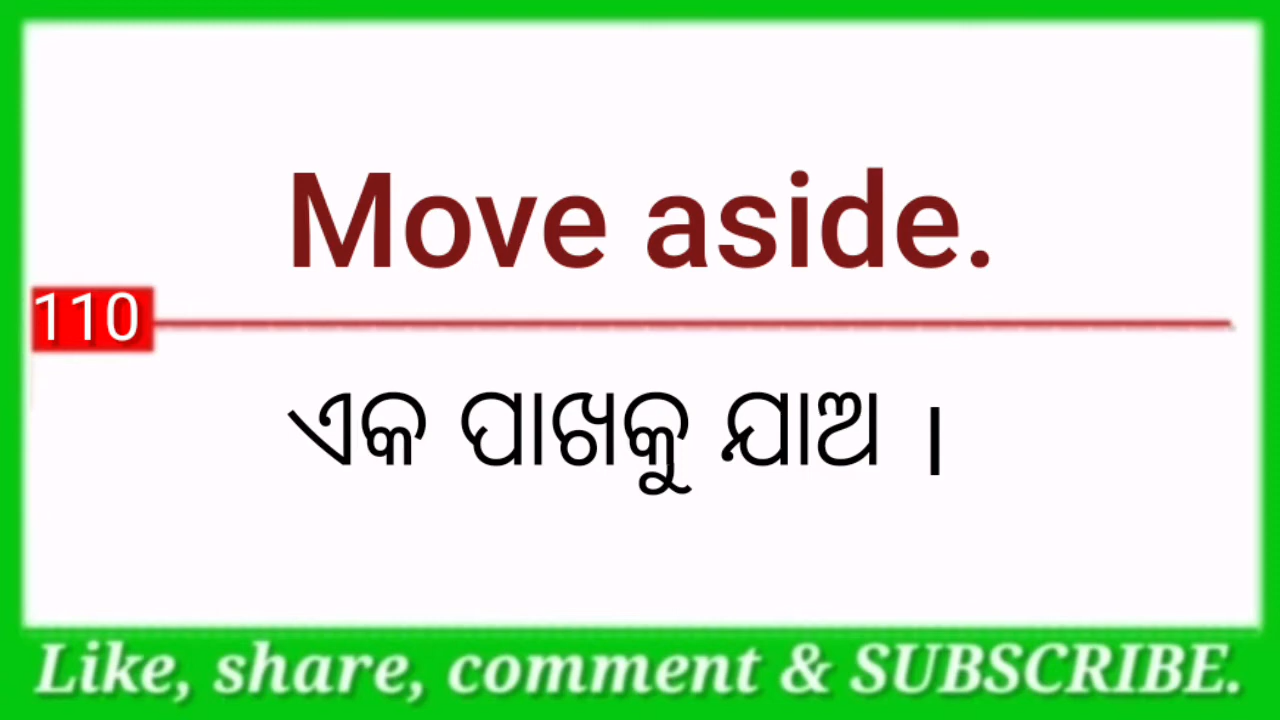 Move aside.
110
ଏକ ପାଖକୁ ଯାଅ ।
Like, share, comment & SUBSCRIBE.